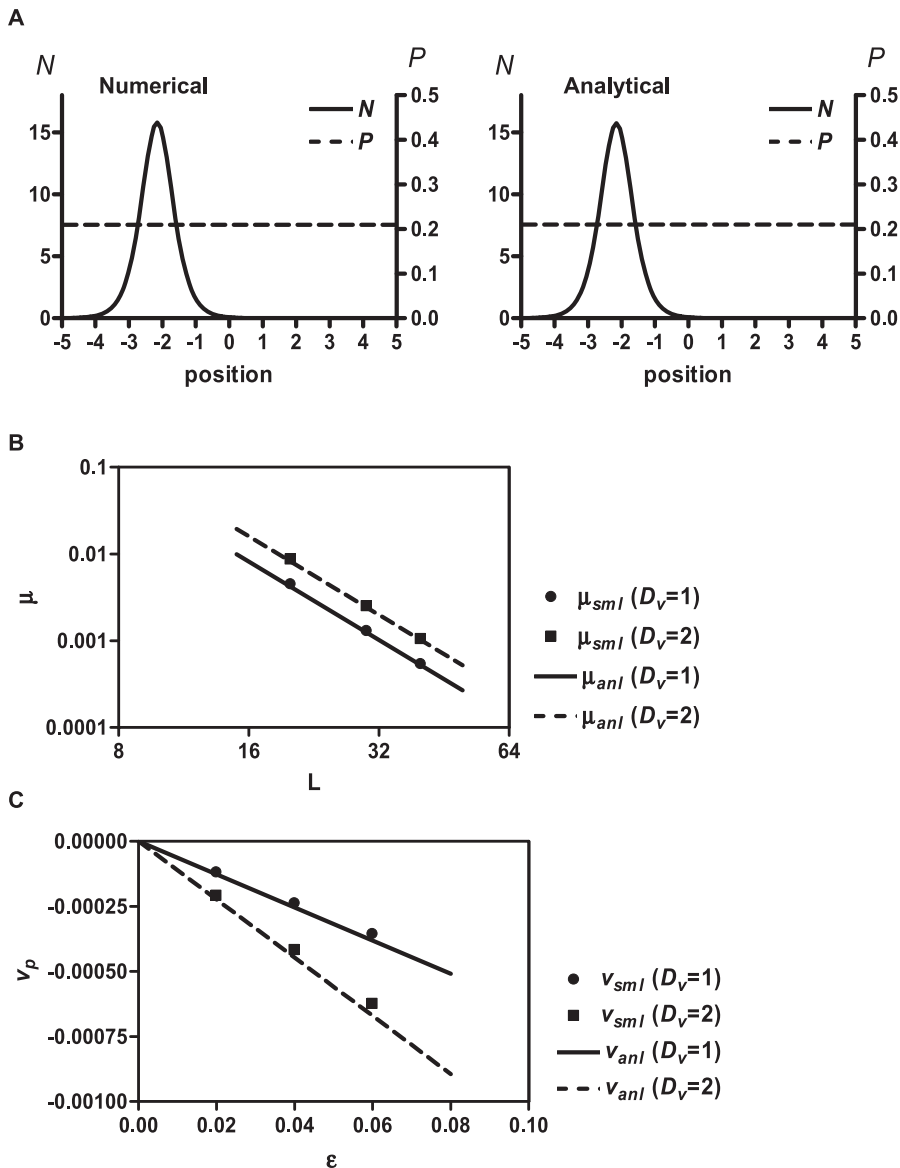 A
N
Numerical
P
N
P
15
10
5
0
0.5
0.4
0.3
0.2
0.1
0.0
-5 -4 -3 -2 -1 0 1 2 3 4 5
position
N
Analytical
P
N
P
15
10
5
0
0.5
0.4
0.3
0.2
0.1
0.0
-5 -4 -3 -2 -1 0 1 2 3 4 5
position
B
μ
0.1
0.01
0.001
0.0001
8 16 32 64
L
μsml (Dv=1)
μsml (Dv=2)
μanl (Dv=1)
μanl (Dv=2)
C
vp
0.00000
-0.00025
-0.00050
-0.00075
-0.00100
0.00 0.02 0.04 0.06 0.08 0.10
ε
vsml (Dv=1)
vsml (Dv=2)
vanl (Dv=1)
vanl (Dv=2)